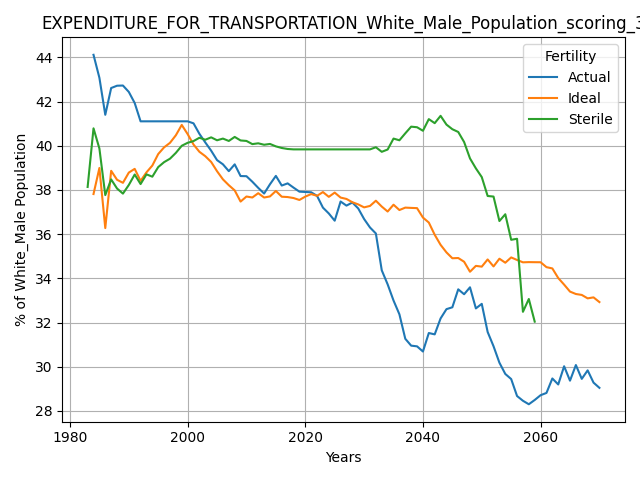 EXPENDITURE_FOR_TRANSPORTATION_White_Male_Population_scoring_3
Fertility
Actual
Ideal
Sterile
% of White_Male Population
44
42
40
38
36
34
32
30
28
1980
2000
2020
2040
2060
Years